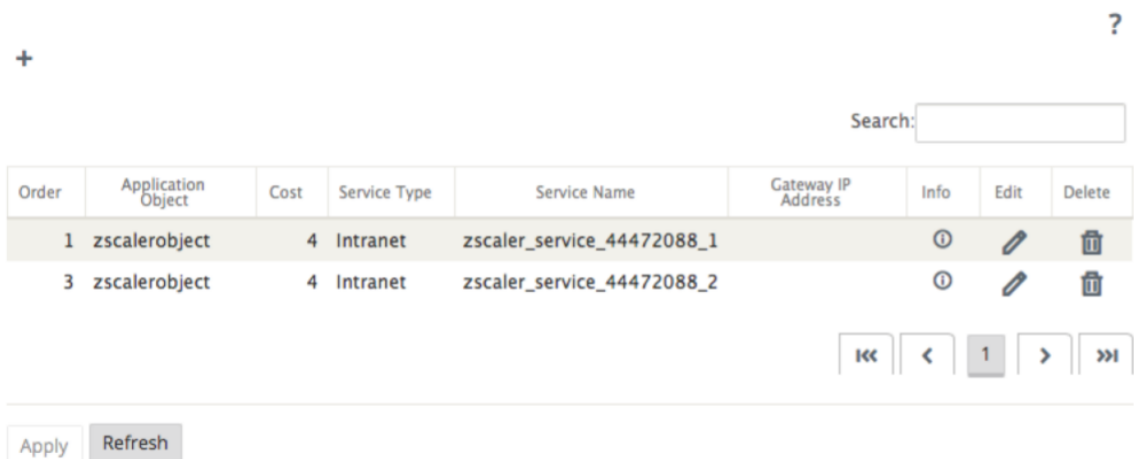 ?
+
Search:
Order Application Object Cost Service Type Service Name Gateway IP Address Info Edit Delete
1 zscalerobject 4 Intranet zscaler_service_44472088_1
3 zscalerobject 4 Intranet zscaler_service_44472088_2
1
Apply Refresh